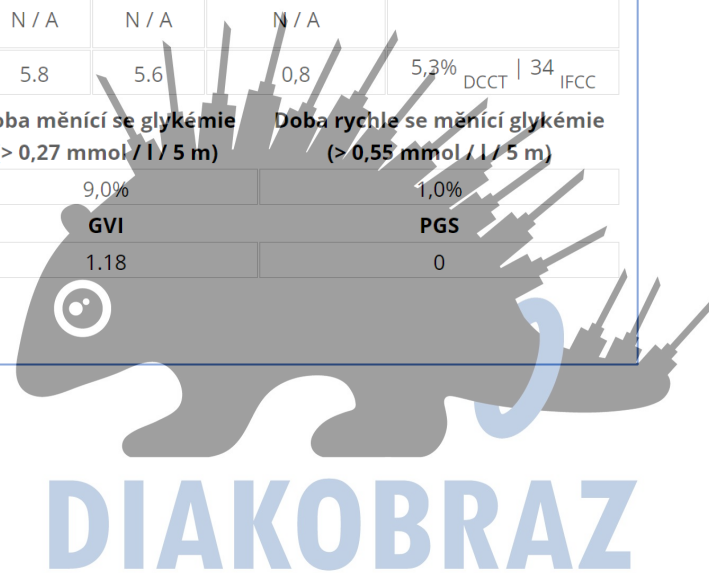 N / A N / A N / A
5.8 5.6 0,8 5,3% DCCT | 34 IFCC
měnící se glykémie Doba rychle se měnící glykémie
> 0,27 mmol / l / 5 m) (> 0,55 mmol / l / 5 m)
9,0% 1,0%
GVI PGS
1.18 0
DIAKOBRAZ